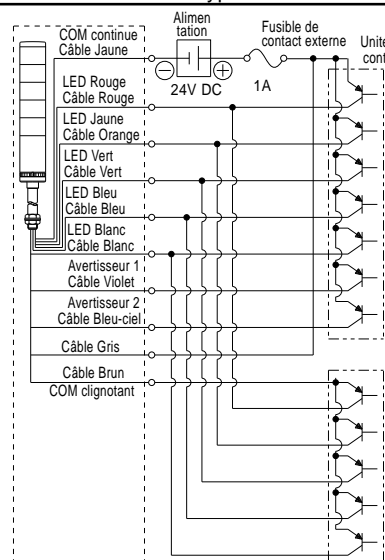 COM continue
Câble Jaune
Alimen
tation
24V DC
Fusible de
contact externe
1A
LED Rouge
Câble Rouge
LED Jaune
Câble Orange
LED Vert
Câble Vert
LED Bleu
Câble Bleu
LED Blanc
Câble Blanc
Avertisseur 1
Câble Violet
Avertisseur 2
Câble Bleu-ciel
Câble Gris
Câble Brun
COM clignotant